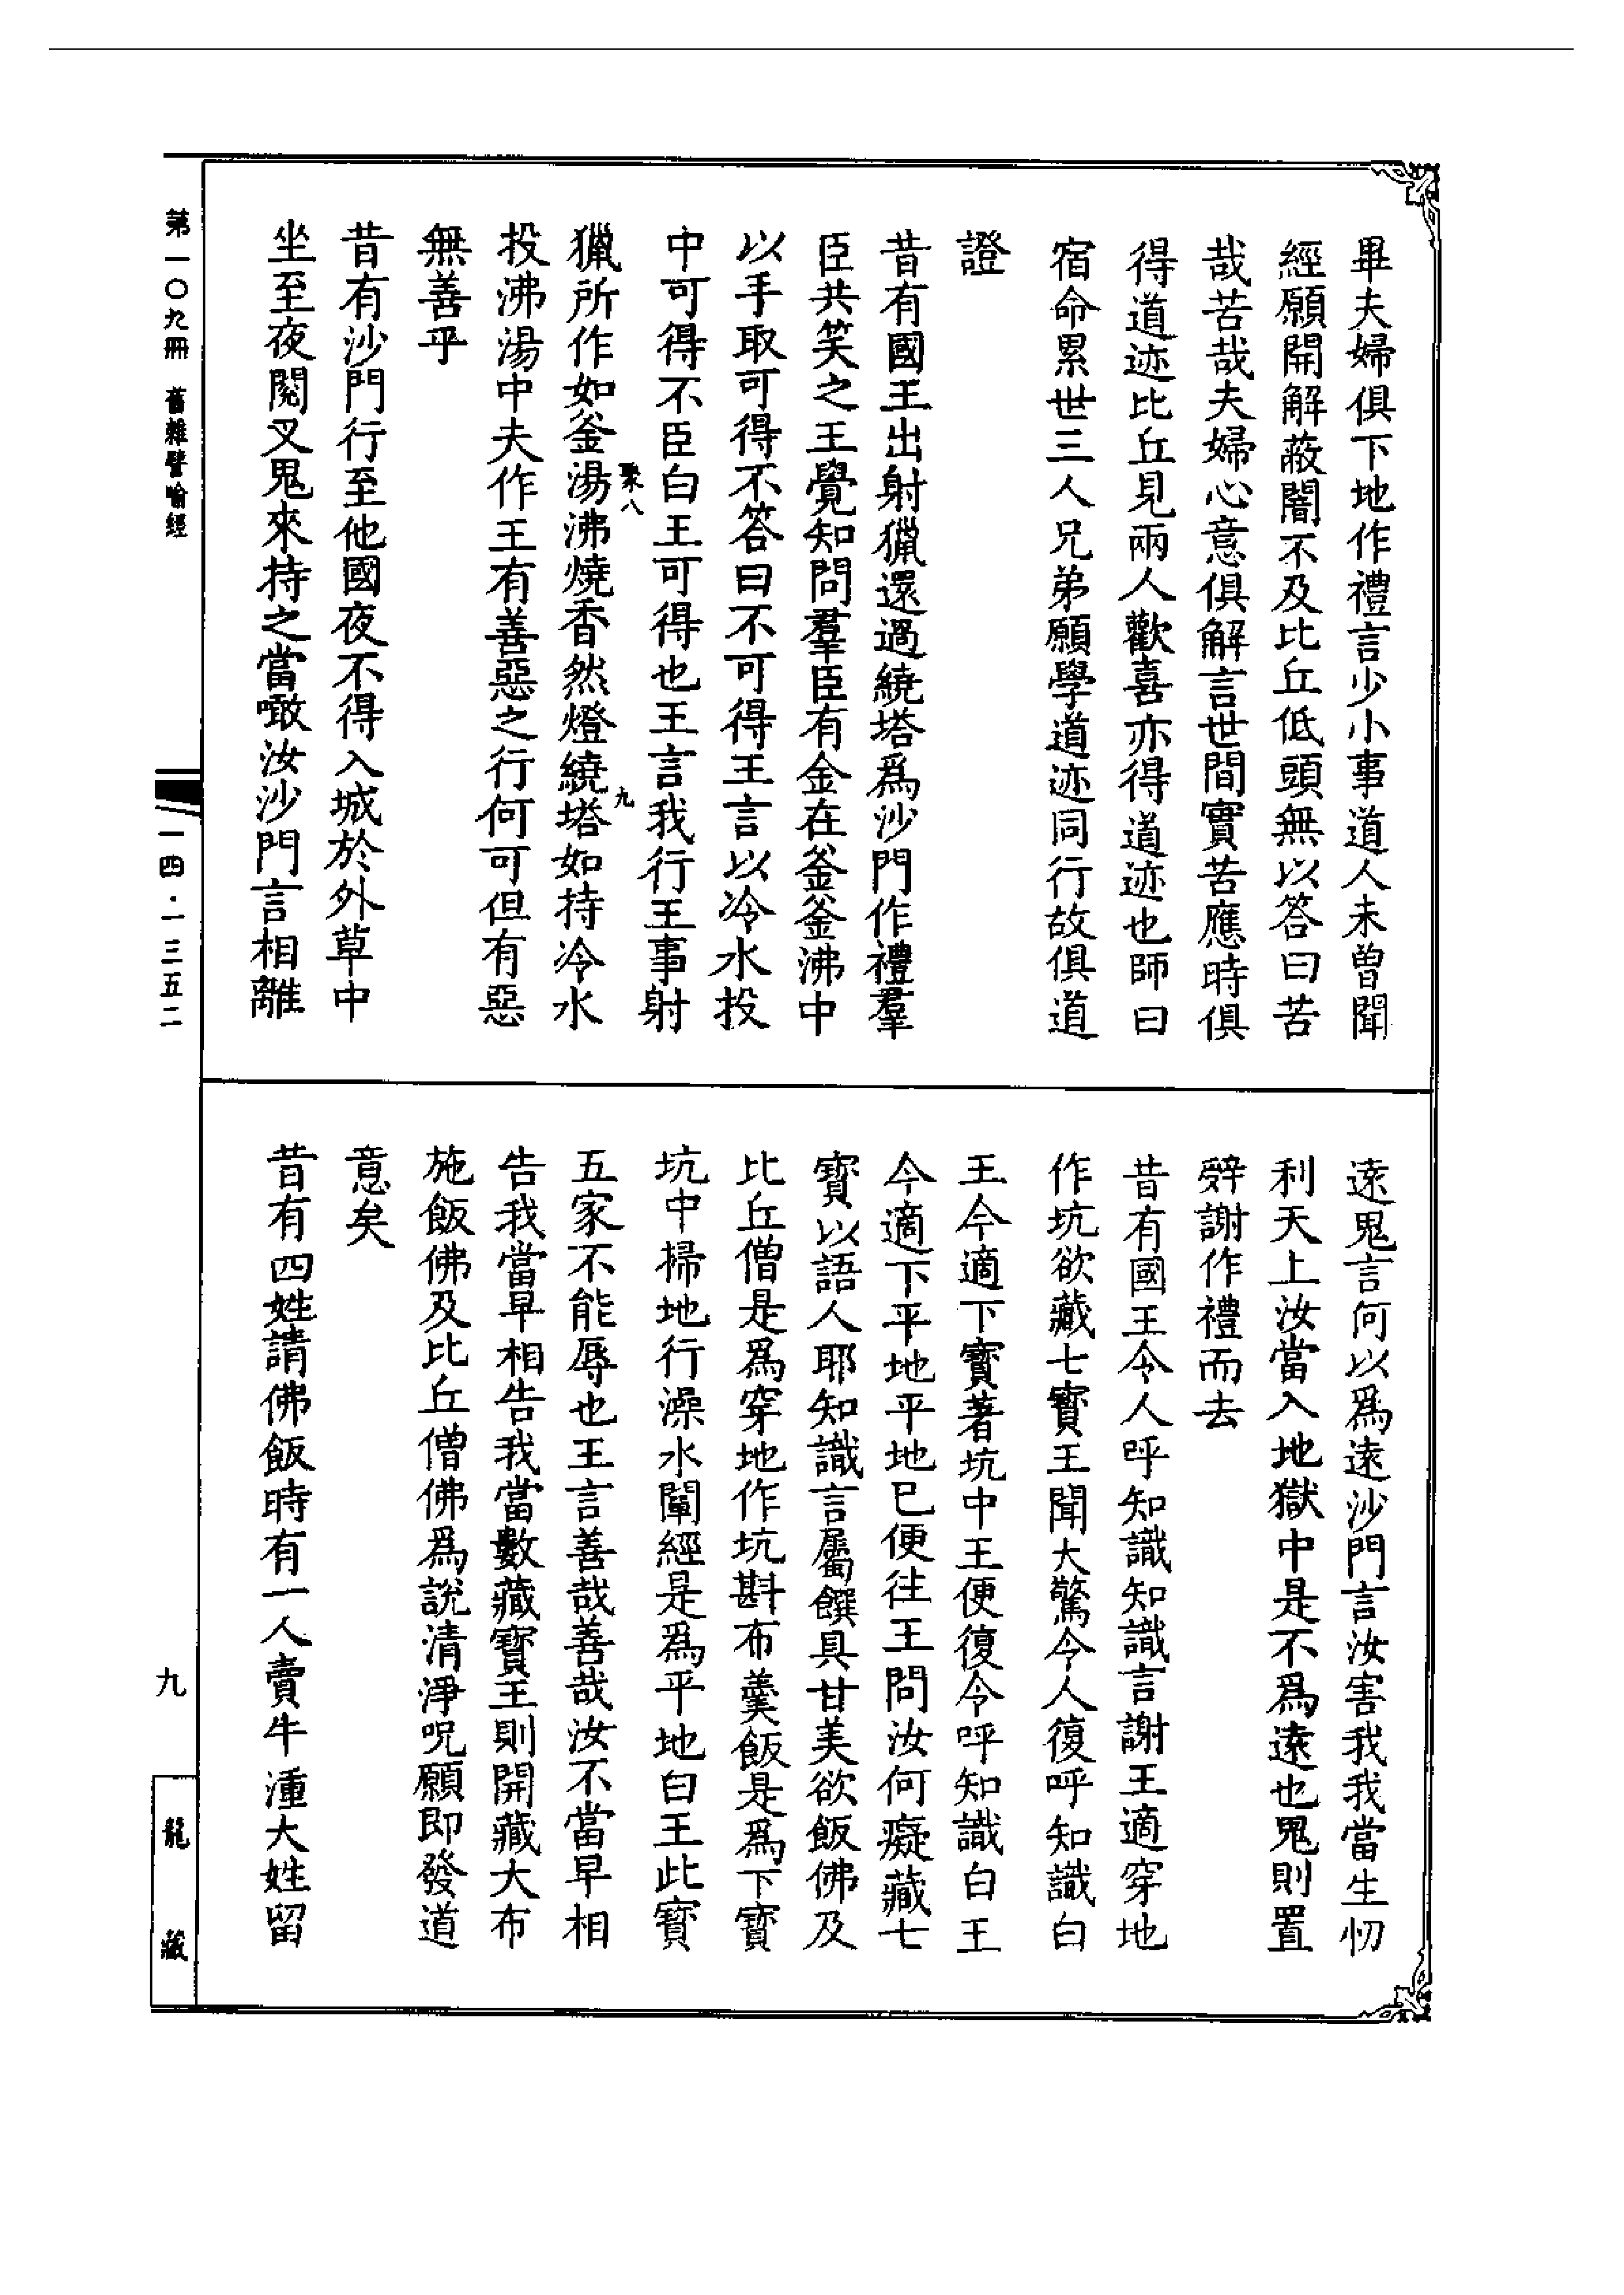 畢夫婦俱下地作禮言少小事道人未曾聞
經願開解蔽闇不及比丘低頭無以答曰苦
哉苦哉夫婦心意俱解言世間實苦應時俱
得道迹比丘見兩人歡喜亦得道迹也師曰
宿命累世三人兄弟願學道迹同行故俱道
證
昔有國王出射獵還過繞塔爲沙門作禮羣
臣共笑之王覺知問羣臣有金在釜釜沸中
以手取可得不答曰不可得王言以冷水投
中可得不臣白王可得也王言我行王事射
獵所作如釜湯沸燒香然燈繞塔如持冷水
聚八
九
投沸湯中夫作王有善惡之行何可但有惡
無善乎
昔有沙門行至他國夜不得入城於外草中
坐至夜閱叉鬼來持之當噉汝沙門言相離
遠鬼言何以爲遠沙門言汝害我我當生忉
利天上汝當入地獄中是不爲遠也鬼則置
辤謝作禮而去
昔有國王令人呼知識知識言謝王適穿地
作坑欲藏七寶王聞大驚令人復呼知識白
王今適下寶著坑中王便復令呼知識白王
今適下平地平地已便往王問汝何癡藏七
寶以語人耶知識言屬饌具甘美欲飯佛及
比丘僧是爲穿地作坑斟布羹飯是爲下寶
坑中掃地行澡水闡經是爲平地白王此寶
五家不能辱也王言善哉善哉汝不當早相
告我當早相告我當數藏寶王則開藏大布
施飯佛及比丘僧佛爲說清淨呪願即發道
意矣
昔有四姓請佛飯時有一人賣牛湩大姓留
第一〇九冊 舊雜譬喻經
一四·一三五二
九
龍藏